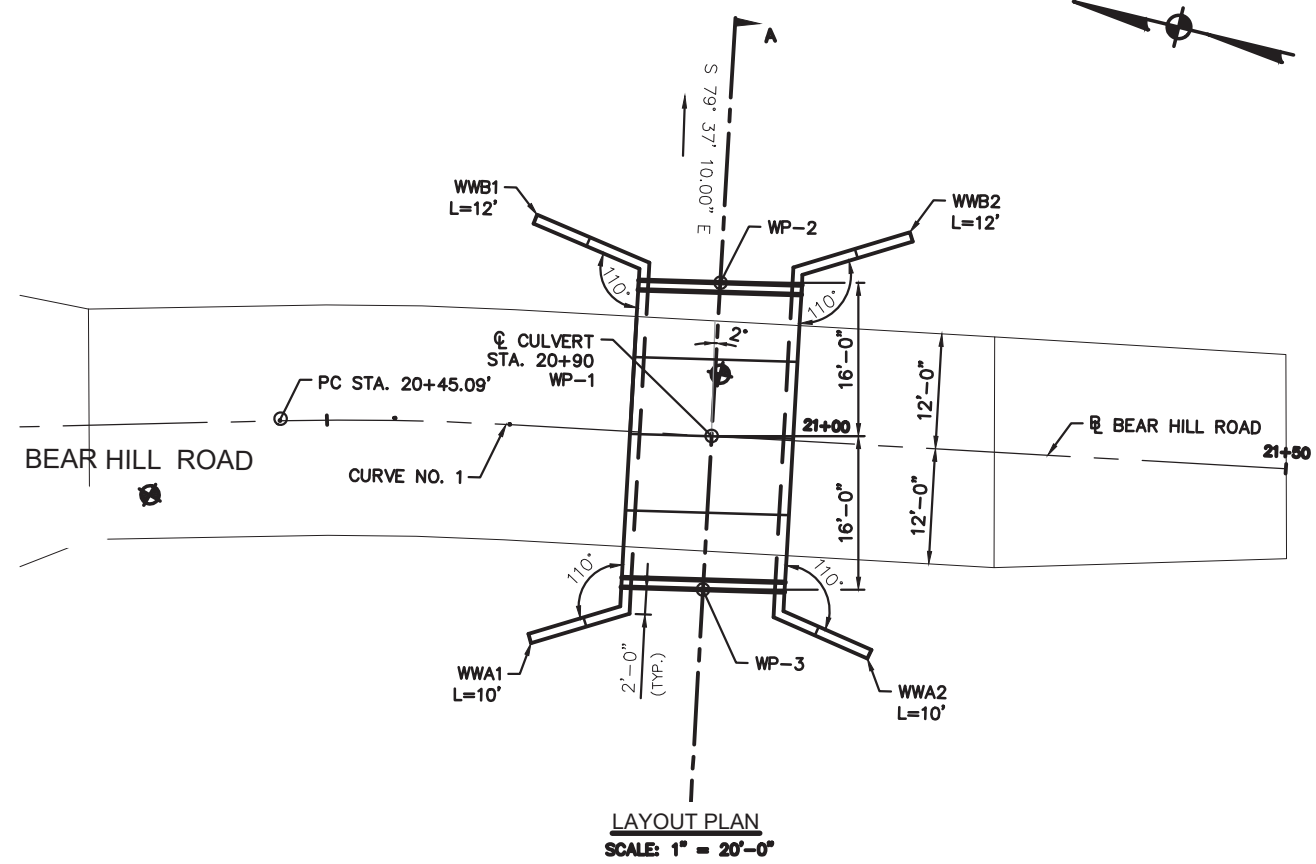 A
S 79° 37' 10.00" E
WWB1
L=12'
WWB2
L=12'
WP-2
110°
110°
2°
℄ CULVERT
STA. 20+90
WP-1
16'-0"
12'-0"
PC STA. 20+45.09'
21+00
℄ BEAR HILL ROAD
21+50
BEAR HILL ROAD
CURVE NO. 1
16'-0"
12'-0"
110°
110°
2'-0"
(TYP.)
WP-3
WWA1
L=10'
WWA2
L=10'
LAYOUT PLAN
SCALE: 1" = 20'-0"